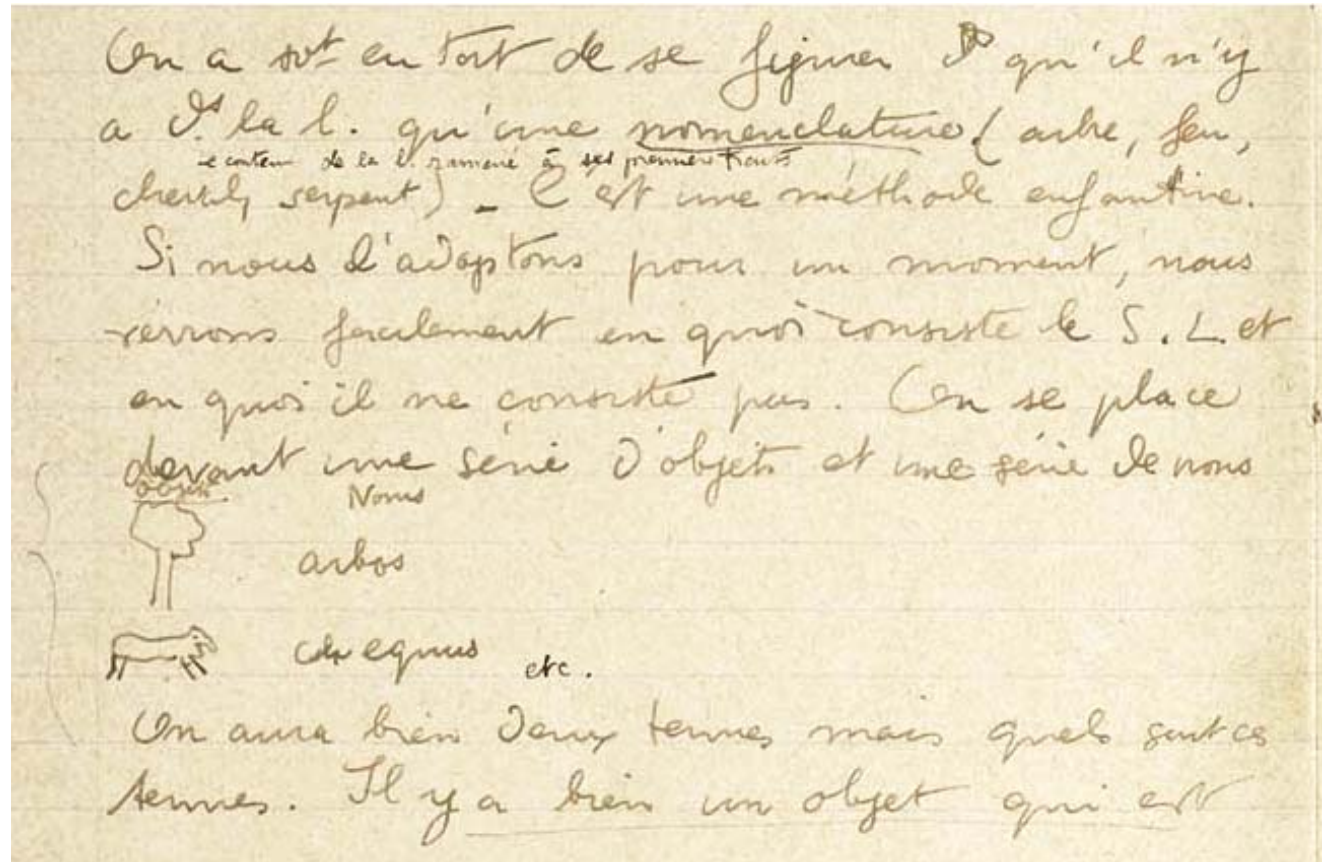 On a svt eu tort de se figurer qu'il n'y
a ds la l. qu'une nomenclature (arbre, feu,
le contenu de la l. ramené à ses premiers traits
cheval, serpent) - C'est une méthode enfantine.
Si nous l'adoptons pour un moment, nous
verrons facilement en quoi consiste le S. L. et
en quoi il ne consiste pas. On se place
devant une série d'objets et une série de noms
objets Noms
arbos
equus etc.
On aura bien deux termes mais quels sont ces
termes. Il y a bien un objet qui est